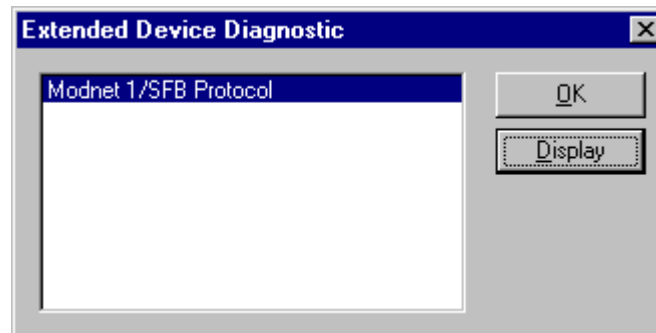 Extended Device Diagnostic
Modnet 1/SFB Protocol
OK
Display